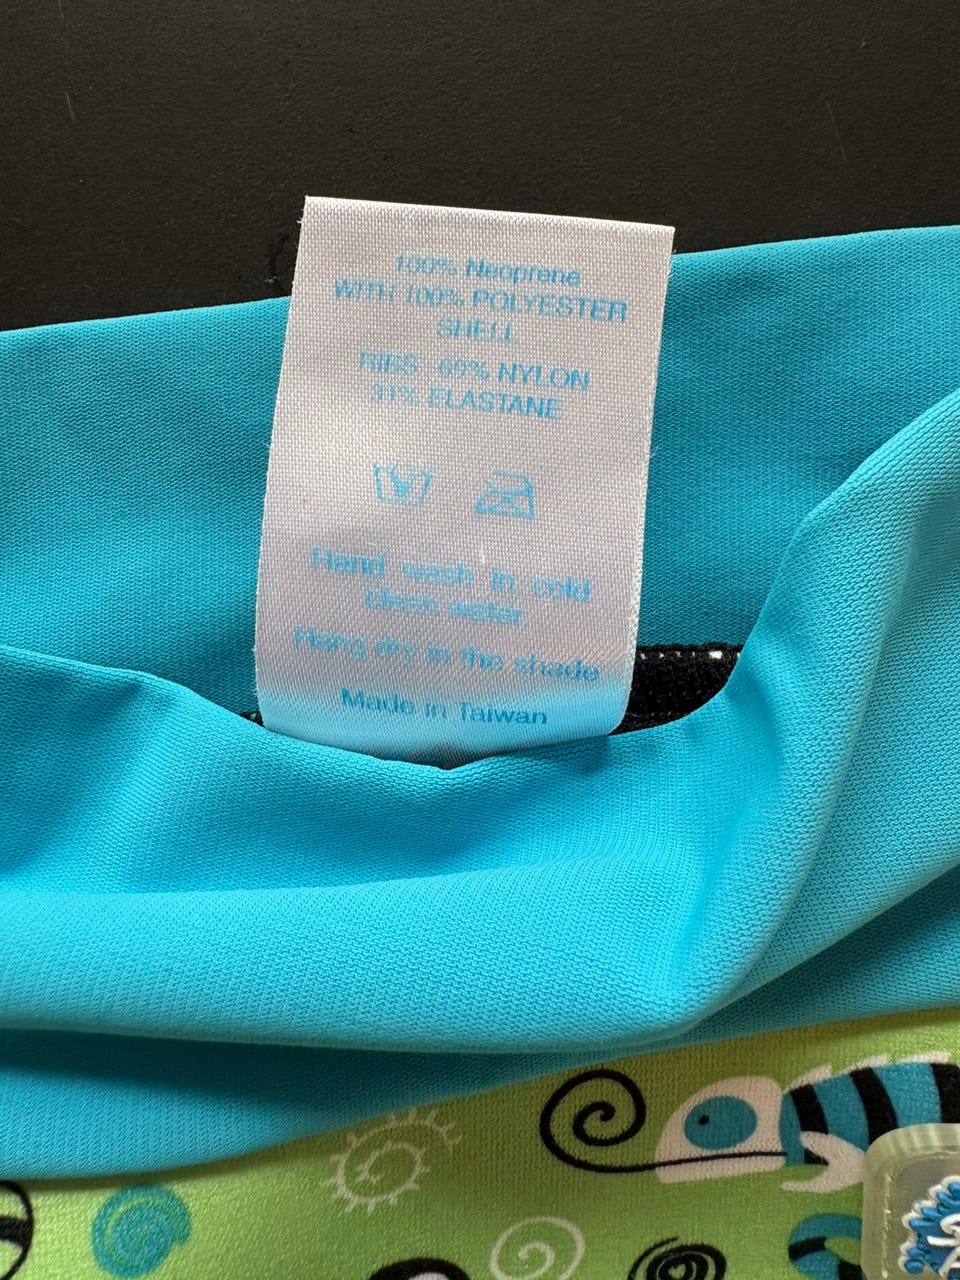 100% Neoprene
WITH 100% POLYESTER
SHELL
RIBS 69% NYLON
31% ELASTANE
Hand wash in cold
clean water
Hang dry in the shade
Made in Taiwan